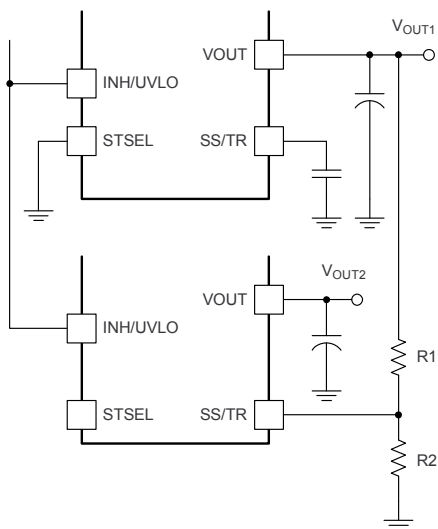 VOUT1
VOUT
INH/UVLO
STSEL
SS/TR
VOUT2
VOUT
INH/UVLO
R1
STSEL
SS/TR
R2